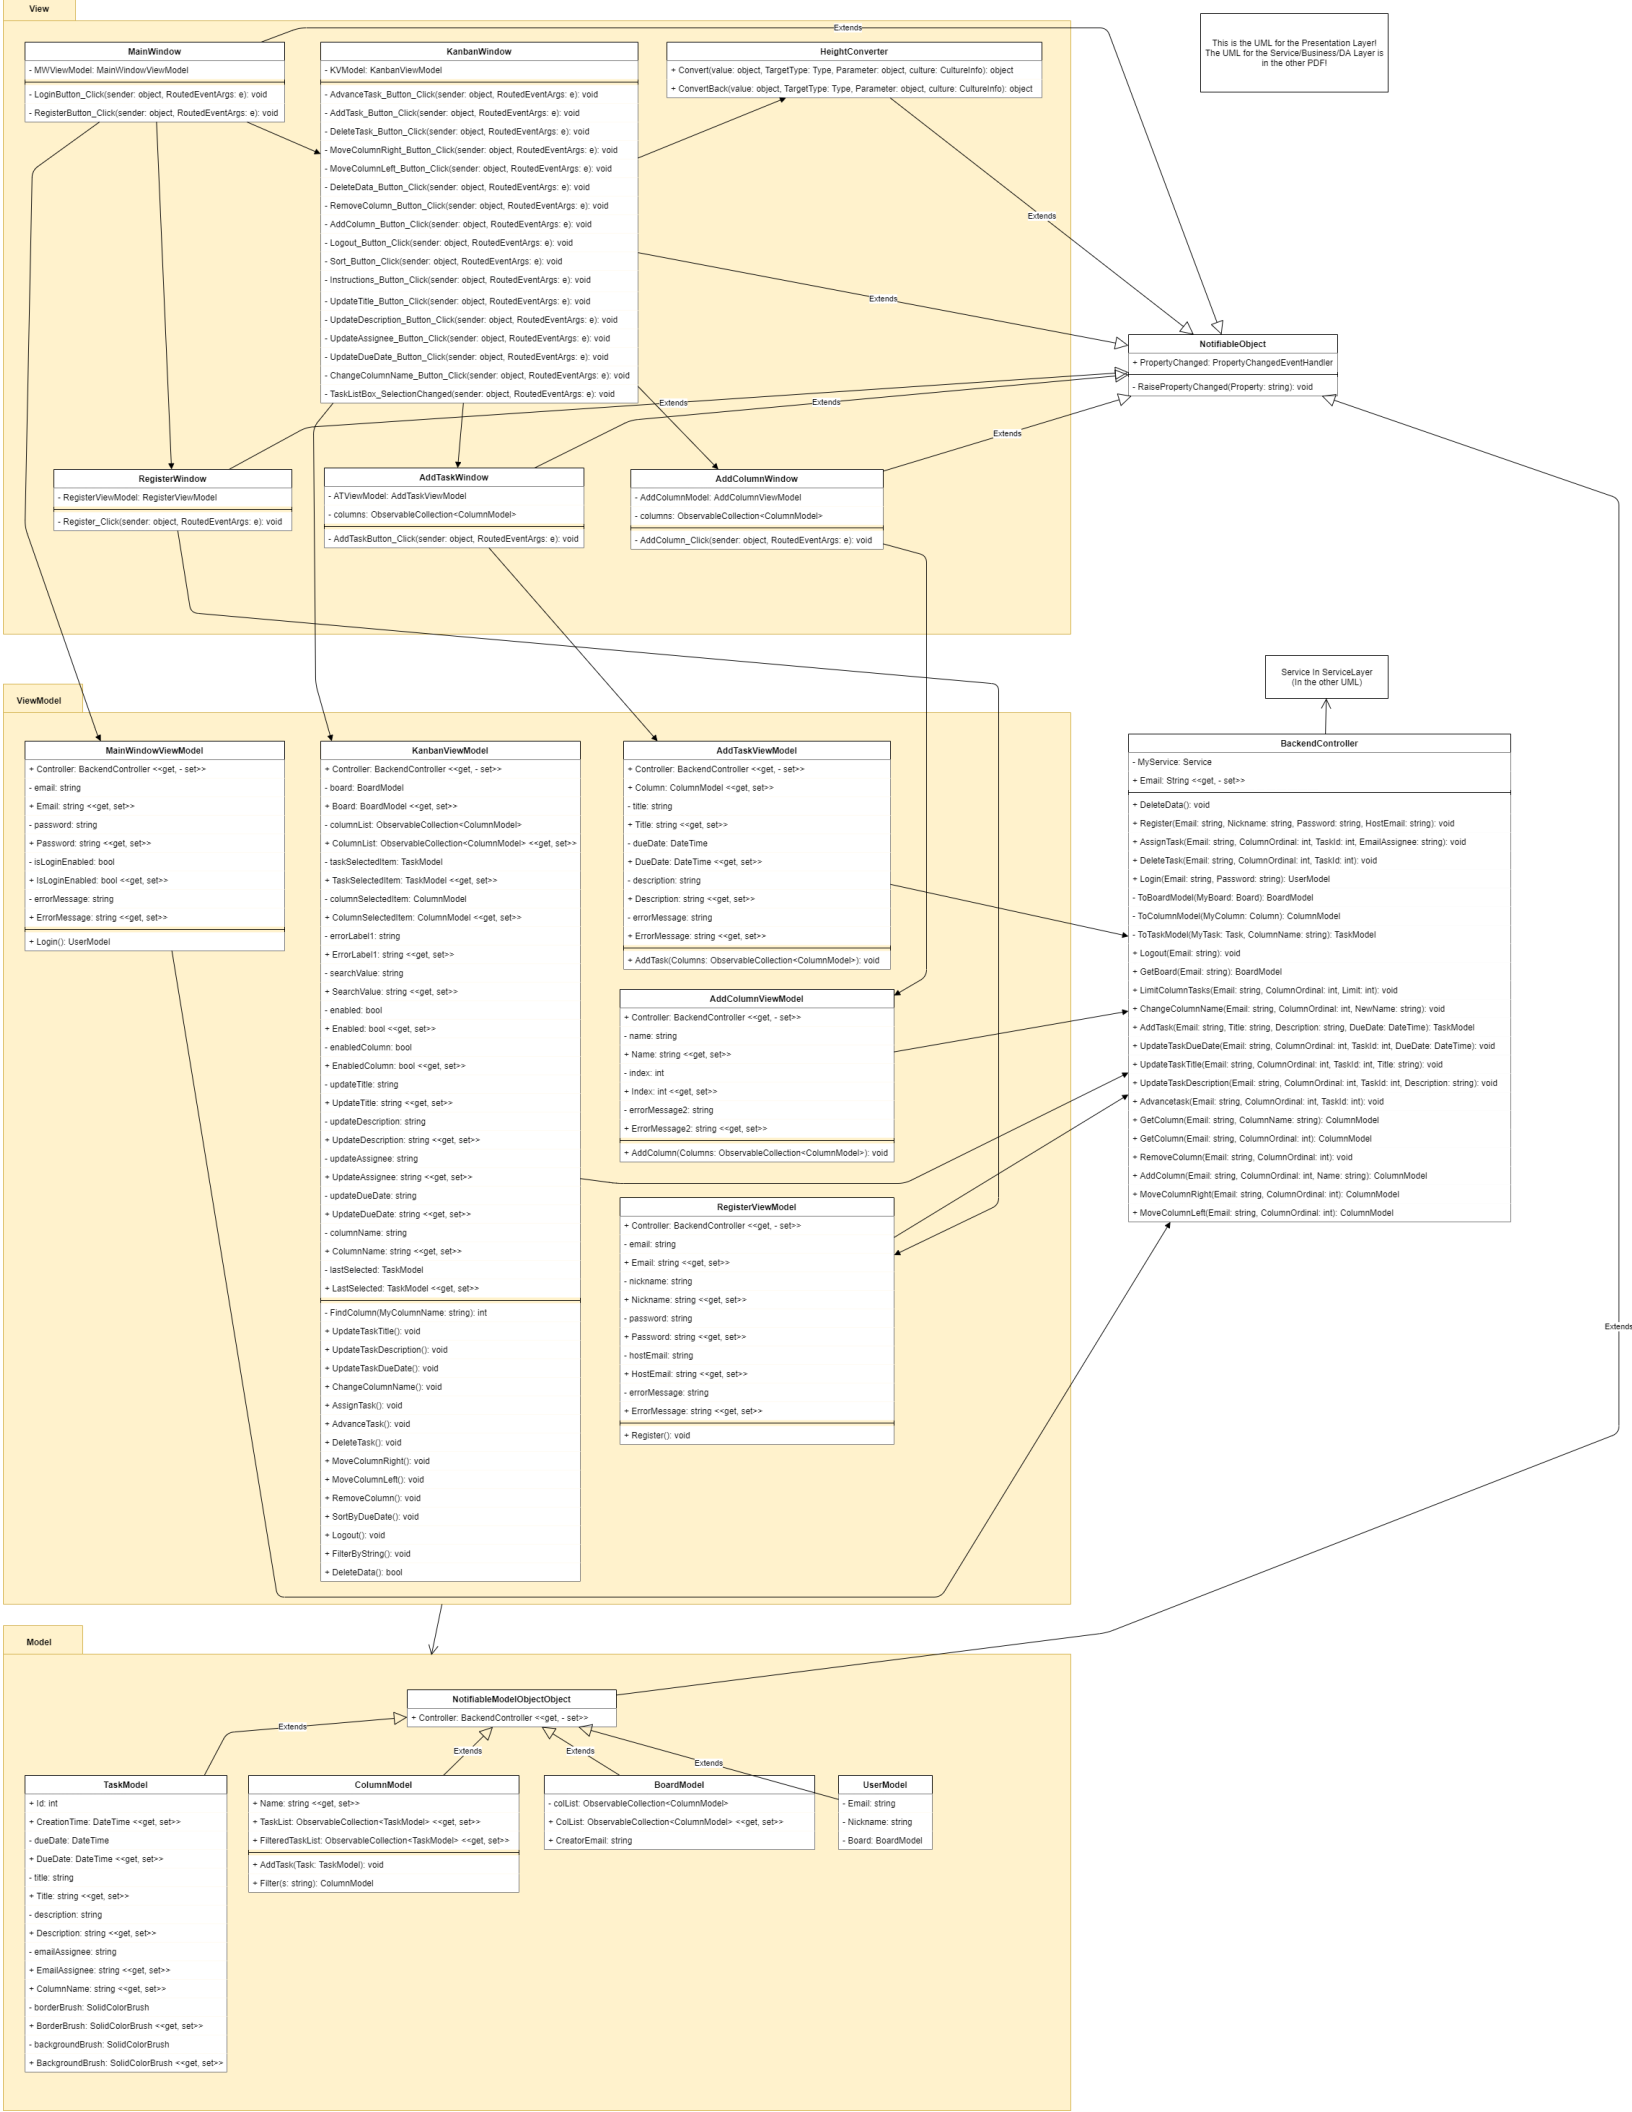 View
MainWindow
- MWViewModel: MainWindowViewModel
- LoginButton_Click(sender: object, RoutedEventArgs: e): void
- RegisterButton_Click(sender: object, RoutedEventArgs: e): void
KanbanWindow
- KVModel: KanbanViewModel
- AdvanceTask_Button_Click(sender: object, RoutedEventArgs: e): void
- AddTask_Button_Click(sender: object, RoutedEventArgs: e): void
- DeleteTask_Button_Click(sender: object, RoutedEventArgs: e): void
- MoveColumnRight_Button_Click(sender: object, RoutedEventArgs: e): void
- MoveColumnLeft_Button_Click(sender: object, RoutedEventArgs: e): void
- DeleteData_Button_Click(sender: object, RoutedEventArgs: e): void
- RemoveColumn_Button_Click(sender: object, RoutedEventArgs: e): void
- AddColumn_Button_Click(sender: object, RoutedEventArgs: e): void
- Logout_Button_Click(sender: object, RoutedEventArgs: e): void
- Sort_Button_Click(sender: object, RoutedEventArgs: e): void
- Instructions_Button_Click(sender: object, RoutedEventArgs: e): void
- UpdateTitle_Button_Click(sender: object, RoutedEventArgs: e): void
- UpdateDescription_Button_Click(sender: object, RoutedEventArgs: e): void
- UpdateAssignee_Button_Click(sender: object, RoutedEventArgs: e): void
- UpdateDueDate_Button_Click(sender: object, RoutedEventArgs: e): void
- ChangeColumnName_Button_Click(sender: object, RoutedEventArgs: e): void
- TaskListBox_SelectionChanged(sender: object, RoutedEventArgs: e): void
HeightConverter
+ Convert(value: object, TargetType: Type, Parameter: object, culture: CultureInfo): object
+ ConvertBack(value: object, TargetType: Type, Parameter: object, culture: CultureInfo): object
This is the UML for the Presentation Layer!
The UML for the Service/Business/DA Layer is
in the other PDF!
Extends
Extends
Extends
Extends
Extends
Extends
NotifiableObject
+ PropertyChanged: PropertyChangedEventHandler
- RaisePropertyChanged(Property: string): void
RegisterWindow
- RegisterViewModel: RegisterViewModel
- Register_Click(sender: object, RoutedEventArgs: e): void
AddTaskWindow
- ATViewModel: AddTaskViewModel
- columns: ObservableCollection<ColumnModel>
- AddTaskButton_Click(sender: object, RoutedEventArgs: e): void
AddColumnWindow
- AddColumnModel: AddColumnViewModel
- columns: ObservableCollection<ColumnModel>
- AddColumn_Click(sender: object, RoutedEventArgs: e): void
ViewModel
MainWindowViewModel
+ Controller: BackendController <<get, - set>>
- email: string
+ Email: string <<get, set>>
- password: string
+ Password: string <<get, set>>
- isLoginEnabled: bool
+ IsLoginEnabled: bool <<get, set>>
- errorMessage: string
+ ErrorMessage: string <<get, set>>
+ Login(): UserModel
KanbanViewModel
+ Controller: BackendController <<get, - set>>
- board: BoardModel
+ Board: BoardModel <<get, set>>
- columnList: ObservableCollection<ColumnModel>
+ ColumnList: ObservableCollection<ColumnModel> <<get, set>>
- taskSelectedItem: TaskModel
+ TaskSelectedItem: TaskModel <<get, set>>
- columnSelectedItem: ColumnModel
+ ColumnSelectedItem: ColumnModel <<get, set>>
- errorLabel1: string
+ ErrorLabel1: string <<get, set>>
- searchValue: string
+ SearchValue: string <<get, set>>
- enabled: bool
+ Enabled: bool <<get, set>>
- enabledColumn: bool
+ EnabledColumn: bool <<get, set>>
- updateTitle: string
+ UpdateTitle: string <<get, set>>
- updateDescription: string
+ UpdateDescription: string <<get, set>>
- updateAssignee: string
+ UpdateAssignee: string <<get, set>>
- updateDueDate: string
+ UpdateDueDate: string <<get, set>>
- columnName: string
+ ColumnName: string <<get, set>>
- lastSelected: TaskModel
+ LastSelected: TaskModel <<get, set>>
- FindColumn(MyColumnName: string): int
+ UpdateTaskTitle(): void
+ UpdateTaskDescription(): void
+ UpdateTaskDueDate(): void
+ ChangeColumnName(): void
+ AssignTask(): void
+ AdvanceTask(): void
+ DeleteTask(): void
+ MoveColumnRight(): void
+ MoveColumnLeft(): void
+ RemoveColumn(): void
+ SortByDueDate(): void
+ Logout(): void
+ FilterByString(): void
+ DeleteData(): bool
AddTaskViewModel
+ Controller: BackendController <<get, - set>>
+ Column: ColumnModel <<get, set>>
- title: string
+ Title: string <<get, set>>
- dueDate: DateTime
+ DueDate: DateTime <<get, set>>
- description: string
+ Description: string <<get, set>>
- errorMessage: string
+ ErrorMessage: string <<get, set>>
+ AddTask(Columns: ObservableCollection<ColumnModel>): void
AddColumnViewModel
+ Controller: BackendController <<get, - set>>
- name: string
+ Name: string <<get, set>>
- index: int
+ Index: int <<get, set>>
- errorMessage2: string
+ ErrorMessage2: string <<get, set>>
+ AddColumn(Columns: ObservableCollection<ColumnModel>): void
RegisterViewModel
+ Controller: BackendController <<get, - set>>
- email: string
+ Email: string <<get, set>>
- nickname: string
+ Nickname: string <<get, set>>
- password: string
+ Password: string <<get, set>>
- hostEmail: string
+ HostEmail: string <<get, set>>
- errorMessage: string
+ ErrorMessage: string <<get, set>>
+ Register(): void
Service In ServiceLayer
(In the other UML)
BackendController
- MyService: Service
+ Email: String <<get, - set>>
+ DeleteData(): void
+ Register(Email: string, Nickname: string, Password: string, HostEmail: string): void
+ AssignTask(Email: string, ColumnOrdinal: int, TaskId: int, EmailAssignee: string): void
+ DeleteTask(Email: string, ColumnOrdinal: int, TaskId: int): void
+ Login(Email: string, Password: string): UserModel
- ToBoardModel(MyBoard: Board): BoardModel
- ToColumnModel(MyColumn: Column): ColumnModel
- ToTaskModel(MyTask: Task, ColumnName: string): TaskModel
+ Logout(Email: string): void
+ GetBoard(Email: string): BoardModel
+ LimitColumnTasks(Email: string, ColumnOrdinal: int, Limit: int): void
+ ChangeColumnName(Email: string, ColumnOrdinal: int, NewName: string): void
+ AddTask(Email: string, Title: string, Description: string, DueDate: DateTime): TaskModel
+ UpdateTaskDueDate(Email: string, ColumnOrdinal: int, TaskId: int, DueDate: DateTime): void
+ UpdateTaskTitle(Email: string, ColumnOrdinal: int, TaskId: int, Title: string): void
+ UpdateTaskDescription(Email: string, ColumnOrdinal: int, TaskId: int, Description: string): void
+ Advancetask(Email: string, ColumnOrdinal: int, TaskId: int): void
+ GetColumn(Email: string, ColumnName: string): ColumnModel
+ GetColumn(Email: string, ColumnOrdinal: int): ColumnModel
+ RemoveColumn(Email: string, ColumnOrdinal: int): void
+ AddColumn(Email: string, ColumnOrdinal: int, Name: string): ColumnModel
+ MoveColumnRight(Email: string, ColumnOrdinal: int): ColumnModel
+ MoveColumnLeft(Email: string, ColumnOrdinal: int): ColumnModel
Extends
Model
NotifiableModelObjectObject
+ Controller: BackendController <<get, - set>>
Extends
Extends
Extends
Extends
TaskModel
+ Id: int
+ CreationTime: DateTime <<get, set>>
- dueDate: DateTime
+ DueDate: DateTime <<get, set>>
- title: string
+ Title: string <<get, set>>
- description: string
+ Description: string <<get, set>>
- emailAssignee: string
+ EmailAssignee: string <<get, set>>
+ ColumnName: string <<get, set>>
- borderBrush: SolidColorBrush
+ BorderBrush: SolidColorBrush <<get, set>>
- backgroundBrush: SolidColorBrush
+ BackgroundBrush: SolidColorBrush <<get, set>>
ColumnModel
+ Name: string <<get, set>>
+ TaskList: ObservableCollection<TaskModel> <<get, set>>
+ FilteredTaskList: ObservableCollection<TaskModel> <<get, set>>
+ AddTask(Task: TaskModel): void
+ Filter(s: string): ColumnModel
BoardModel
- colList: ObservableCollection<ColumnModel>
+ ColList: ObservableCollection<ColumnModel> <<get, set>>
+ CreatorEmail: string
UserModel
- Email: string
- Nickname: string
- Board: BoardModel